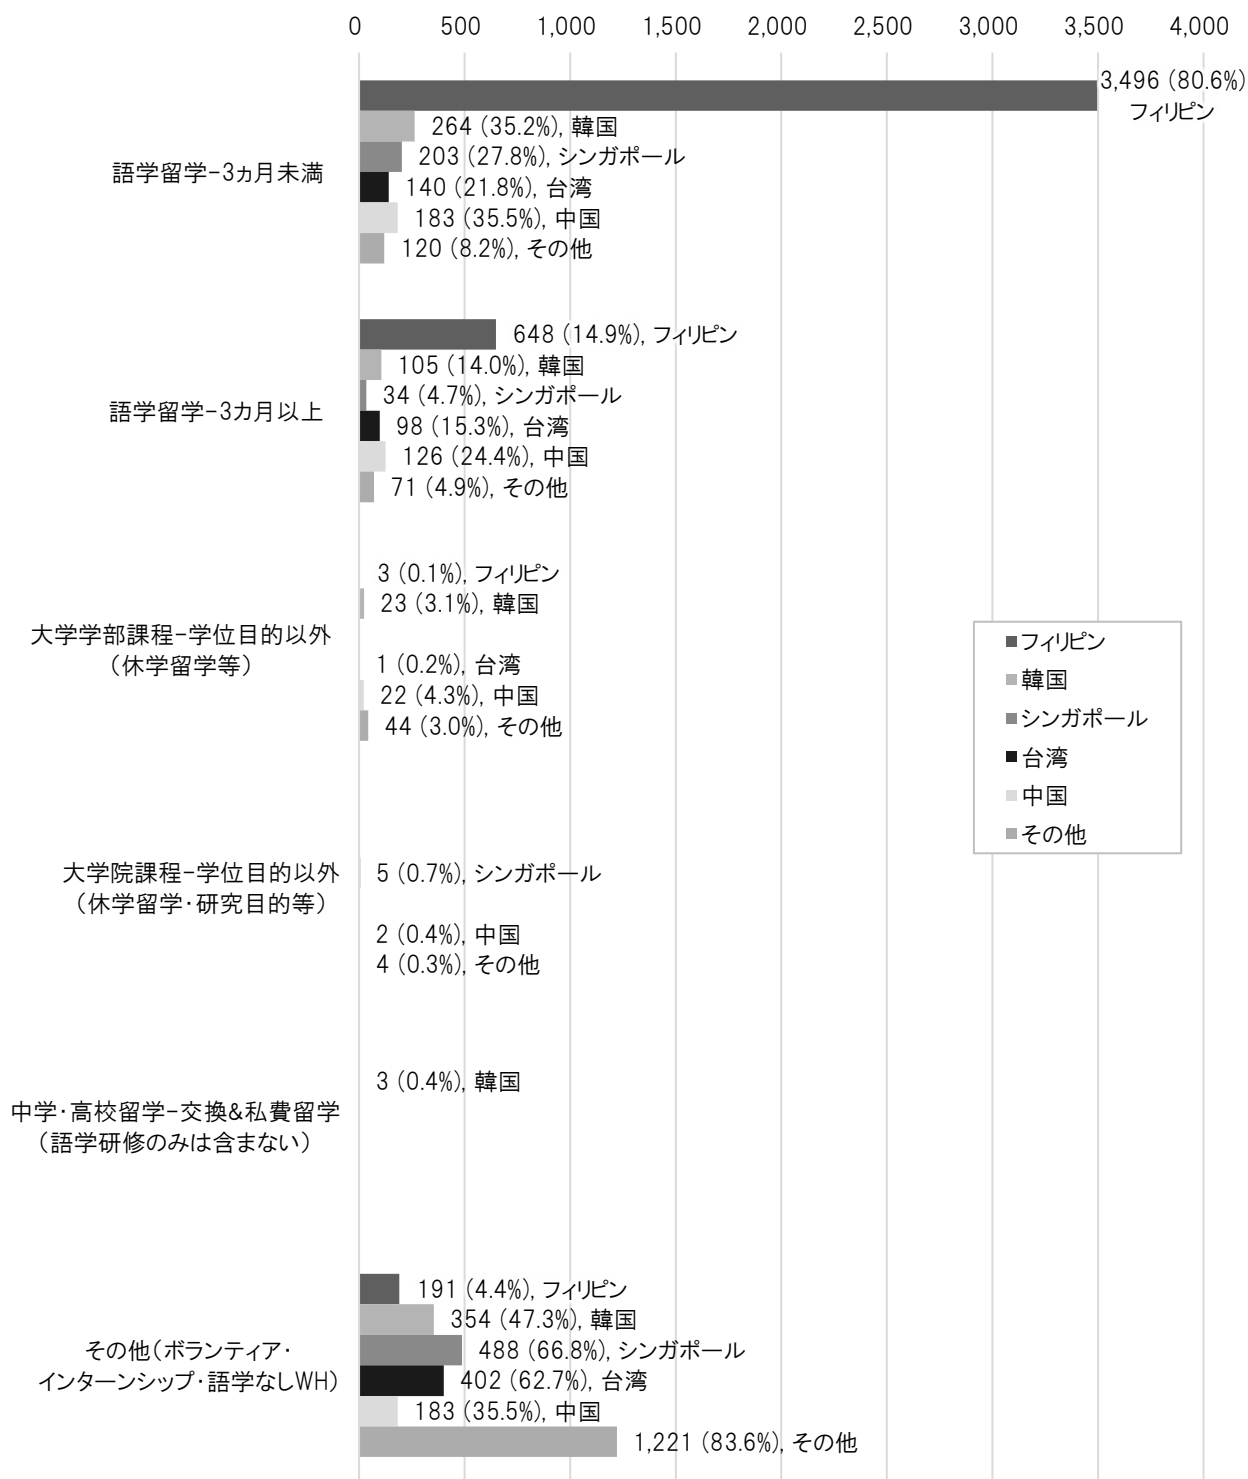 0 500 1,000 1,500 2,000 2,500 3,000 3,500 4,000
語学留学-3ヵ月未満
3,496 (80.6%)
フィリピン
264 (35.2%), 韓国
203 (27.8%), シンガポール
140 (21.8%), 台湾
183 (35.5%), 中国
120 (8.2%), その他
語学留学-3カ月以上
648 (14.9%), フィリピン
105 (14.0%), 韓国
34 (4.7%), シンガポール
98 (15.3%), 台湾
126 (24.4%), 中国
71 (4.9%), その他
大学学部課程-学位目的以外
（休学留学等）
3 (0.1%), フィリピン
23 (3.1%), 韓国
1 (0.2%), 台湾
22 (4.3%), 中国
44 (3.0%), その他
大学院課程-学位目的以外
（休学留学・研究目的等）
5 (0.7%), シンガポール
2 (0.4%), 中国
4 (0.3%), その他
中学・高校留学-交換&私費留学
（語学研修のみは含まない）
3 (0.4%), 韓国
その他（ボランティア・
インターンシップ・語学なしWH）
191 (4.4%), フィリピン
354 (47.3%), 韓国
488 (66.8%), シンガポール
402 (62.7%), 台湾
183 (35.5%), 中国
1,221 (83.6%), その他
フィリピン
韓国
シンガポール
台湾
中国
その他